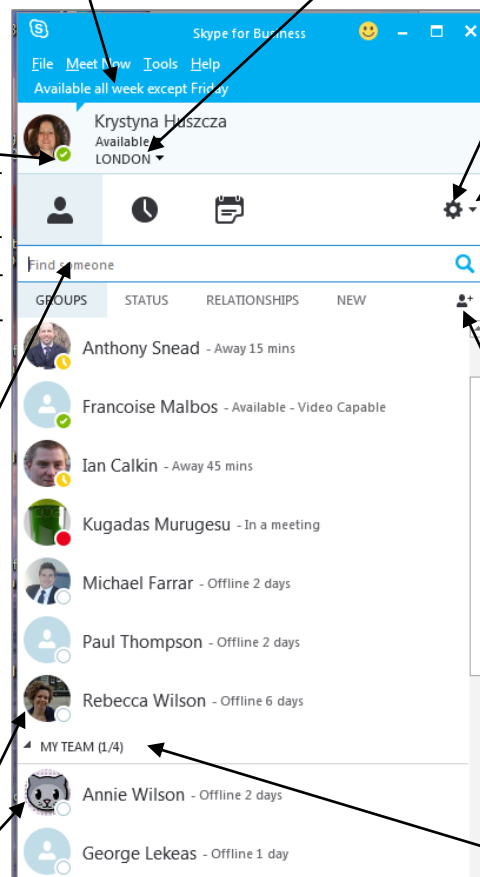 Skype for Business
File Meet Now Tools Help
Available all week except Friday
Krystyna Huszcza
Available
LONDON
Find someone
GROUPS STATUS RELATIONSHIPS NEW
Anthony Snead - Away 15 mins
Francoise Malbos - Available - Video Capable
Ian Calkin - Away 45 mins
Kugadas Murugesu - In a meeting
Michael Farrar - Offline 2 days
Paul Thompson - Offline 2 days
Rebecca Wilson - Offline 6 days
MY TEAM (1/4)
Annie Wilson - Offline 2 days
George Lekeas - Offline 1 day